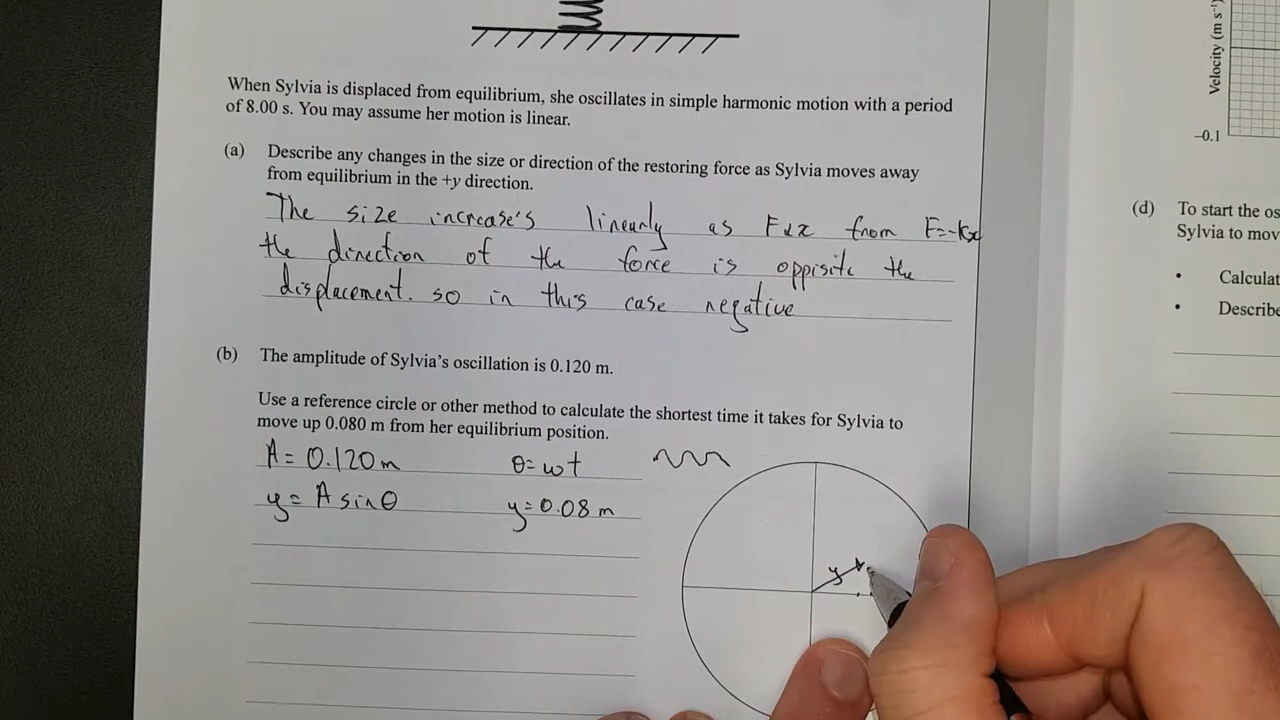 When Sylvia is displaced from equilibrium, she oscillates in simple harmonic motion with a period
of 8.00 s. You may assume her motion is linear.
(a) Describe any changes in the size or direction of the restoring force as Sylvia moves away
from equilibrium in the +y direction.
The size increase's linearly as F∝x from F=-kx
the direction of the force is oppisite the
displacement. so in this case negative
(b) The amplitude of Sylvia's oscillation is 0.120 m.
Use a reference circle or other method to calculate the shortest time it takes for Sylvia to
move up 0.080 m from her equilibrium position.
A = 0.120m θ=ωt
y= A sinθ y=0.08 m
y
Velocity (m s⁻¹)
–0.1
(d) To start the os
Sylvia to mov
• Calculat
• Describe